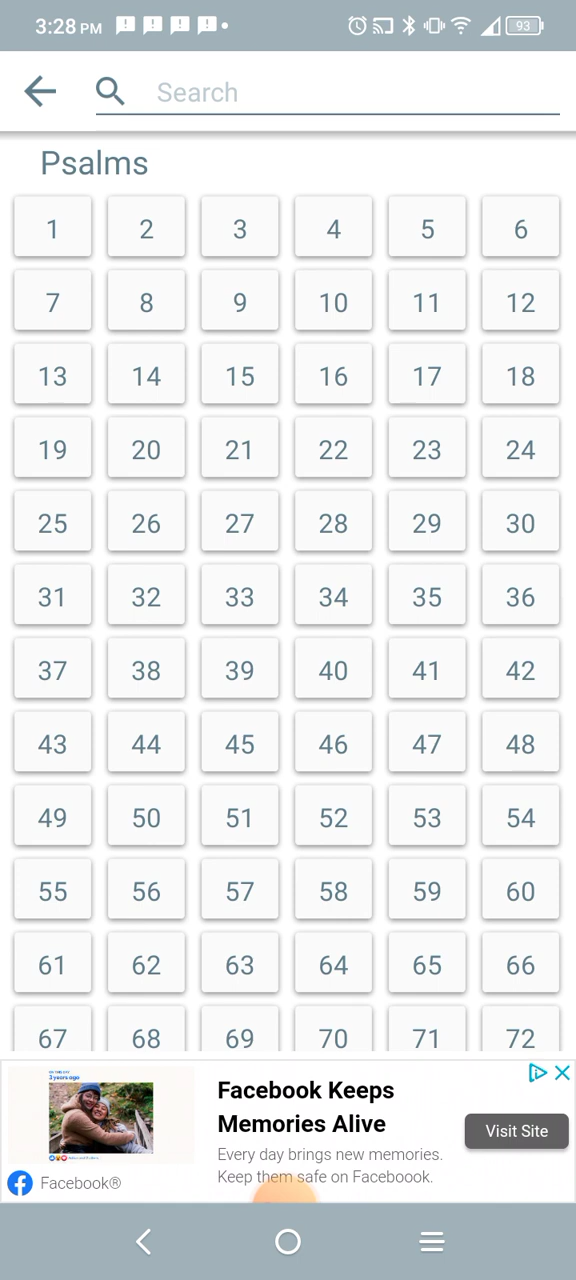 3:28 PM
93
Search
Psalms
1 2 3 4 5 6
7 8 9 10 11 12
13 14 15 16 17 18
19 20 21 22 23 24
25 26 27 28 29 30
31 32 33 34 35 36
37 38 39 40 41 42
43 44 45 46 47 48
49 50 51 52 53 54
55 56 57 58 59 60
61 62 63 64 65 66
67 68 69 70 71 72
3 years ago
Facebook Keeps
Memories Alive
Every day brings new memories.
Keep them safe on Faceboook.
Visit Site
Facebook®